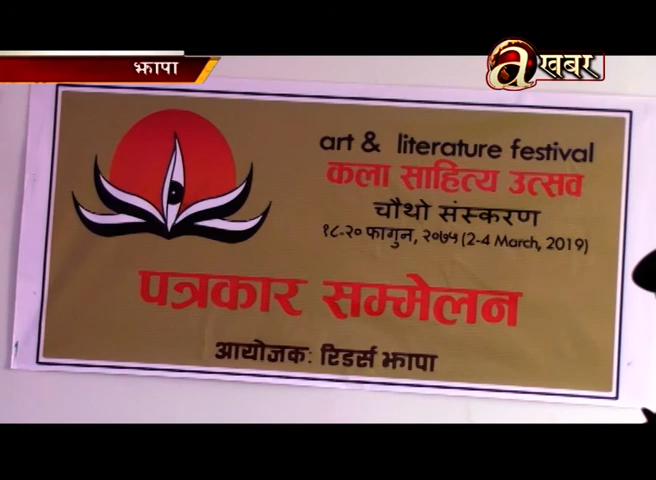 झापा
a खबर
art & literature festival
कला साहित्य उत्सव
चौथो संस्करण
१८-२० फागुन, २०७५ (2-4 March, 2019)
पत्रकार सम्मेलन
आयोजक: रिडर्स झापा